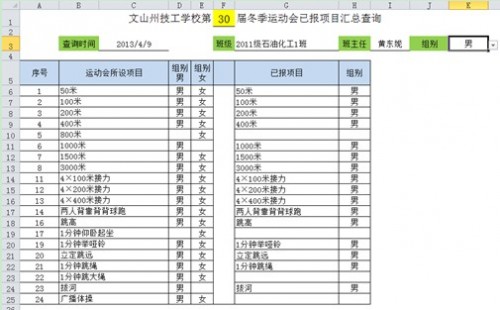 A B C D E F G H I J K
1 文山州技工学校第 30 届冬季运动会已报项目汇总查询
2
3 查询时间 2013/4/9 班级 2011级石油化工1班 班主任 黄东妮 组别 男
4
5 序号 运动会所设项目 组别男 组别女 已报项目 组别
6 1 50米 男 女 50米 男
7 2 100米 男 女 100米 男
8 3 200米 男 女 200米 男
9 4 400米 男 女 400米 男
10 5 800米 女
11 6 1000米 男 1000米 男
12 7 1500米 男 女 1500米 男
13 8 3000米 男 女 3000米 男
14 11 4×100米接力 男 女 4×100米接力 男
15 12 4×200米接力 男 女 4×200米接力 男
16 13 4×400米接力 男 女 4×400米接力 男
17 14 两人背靠背背球跑 男 女 两人背靠背背球跑 男
18 16 跳高 男 女 跳高 男
19 17 1分钟仰卧起坐 女
20 19 1分钟举哑铃 男 女 1分钟举哑铃 男
21 20 立定跳远 男 女 立定跳远 男
22 21 1分钟跳绳 男 女 1分钟跳绳 男
23 22 1分钟跳大绳 男 女
24 23 拔河 男 拔河 男
25 24 广播体操 男 女